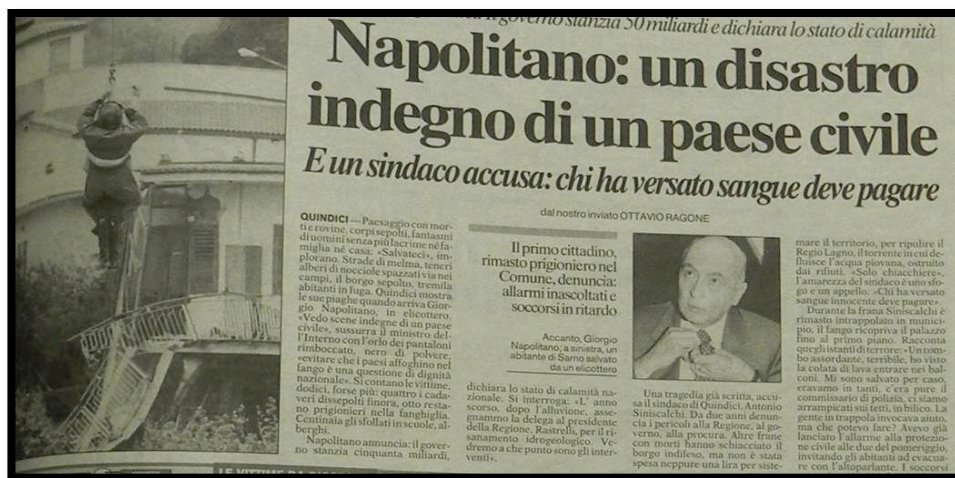 il governo stanzia 50 miliardi e dichiara lo stato di calamità
Napolitano: un disastro
indegno di un paese civile
E un sindaco accusa: chi ha versato sangue deve pagare
dal nostro inviato OTTAVIO RAGONE
QUINDICI — Paesaggio con mor-
ti e rovine, corpi sepolti, fantasmi
di uomini senza più lacrime né fa-
miglia né casa: «Salvateci», im-
plorano. Strade di melma, teneri
alberi di nocciole spazzati via nei
campi, il borgo sepolto, tremila
abitanti in fuga. Quindici mostra
le sue piaghe quando arriva Gior-
gio Napolitano, in elicottero.
«Vedo scene indegne di un paese
civile», sussurra il ministro del-
l'Interno con l'orlo dei pantaloni
rimboccato, nero di polvere,
«evitare che i paesi affoghino nel
fango è una questione di dignità
nazionale». Si contano le vittime,
dodici, forse più: quattro i cada-
veri dissepolti finora, otto resta-
no prigionieri nella fanghiglia.
Centinaia gli sfollati in scuole, al-
berghi.
Napolitano annuncia: il gover-
no stanzia cinquanta miliardi,
Il primo cittadino,
rimasto prigioniero nel
Comune, denuncia:
allarmi inascoltati e
soccorsi in ritardo
Accanto, Giorgio
Napolitano; a sinistra, un
abitante di Sarno salvato
da un elicottero
dichiara lo stato di calamità na-
zionale. Si interroga: «L' anno
scorso, dopo l'alluvione, asse-
gnammo la delega al presidente
della Regione, Rastrelli, per il ri-
sanamento idrogeologico. Ve-
dremo a che punto sono gli inter-
venti».
Una tragedia già scritta, accu-
sa il sindaco di Quindici, Antonio
Siniscalchi. Da due anni denun-
cia i pericoli alla Regione, al go-
verno, alla procura. Altre frane
con morti hanno schiacciato il
borgo indifeso, ma non è stata
spesa neppure una lira per siste-
mare il territorio, per ripulire il
Regio Lagno, il torrente in cui de-
fluisce l'acqua piovana, ostruito
dai rifiuti. «Solo chiacchiere»,
l'amarezza del sindaco è uno sfo-
go e un appello: «Chi ha versato
sangue innocente deve pagare».
Durante la frana Siniscalchi è
rimasto intrappolato in munici-
pio, il fango ricopriva il palazzo
fino al primo piano. Racconta
quegli istanti di terrore: «Un rom-
bo assordante, terribile, ho visto
la colata di lava entrare nei bal-
coni. Mi sono salvato per caso,
eravamo in tanti, c'era pure il
commissario di polizia, ci siamo
arrampicati sui tetti, in bilico. La
gente in trappola invocava aiuto,
ma che potevo fare? Avevo già
lanciato l'allarme alla protezio-
ne civile alle due del pomeriggio,
invitando gli abitanti ad evacua-
re con l'altoparlante. I soccorsi
LE VITTIME